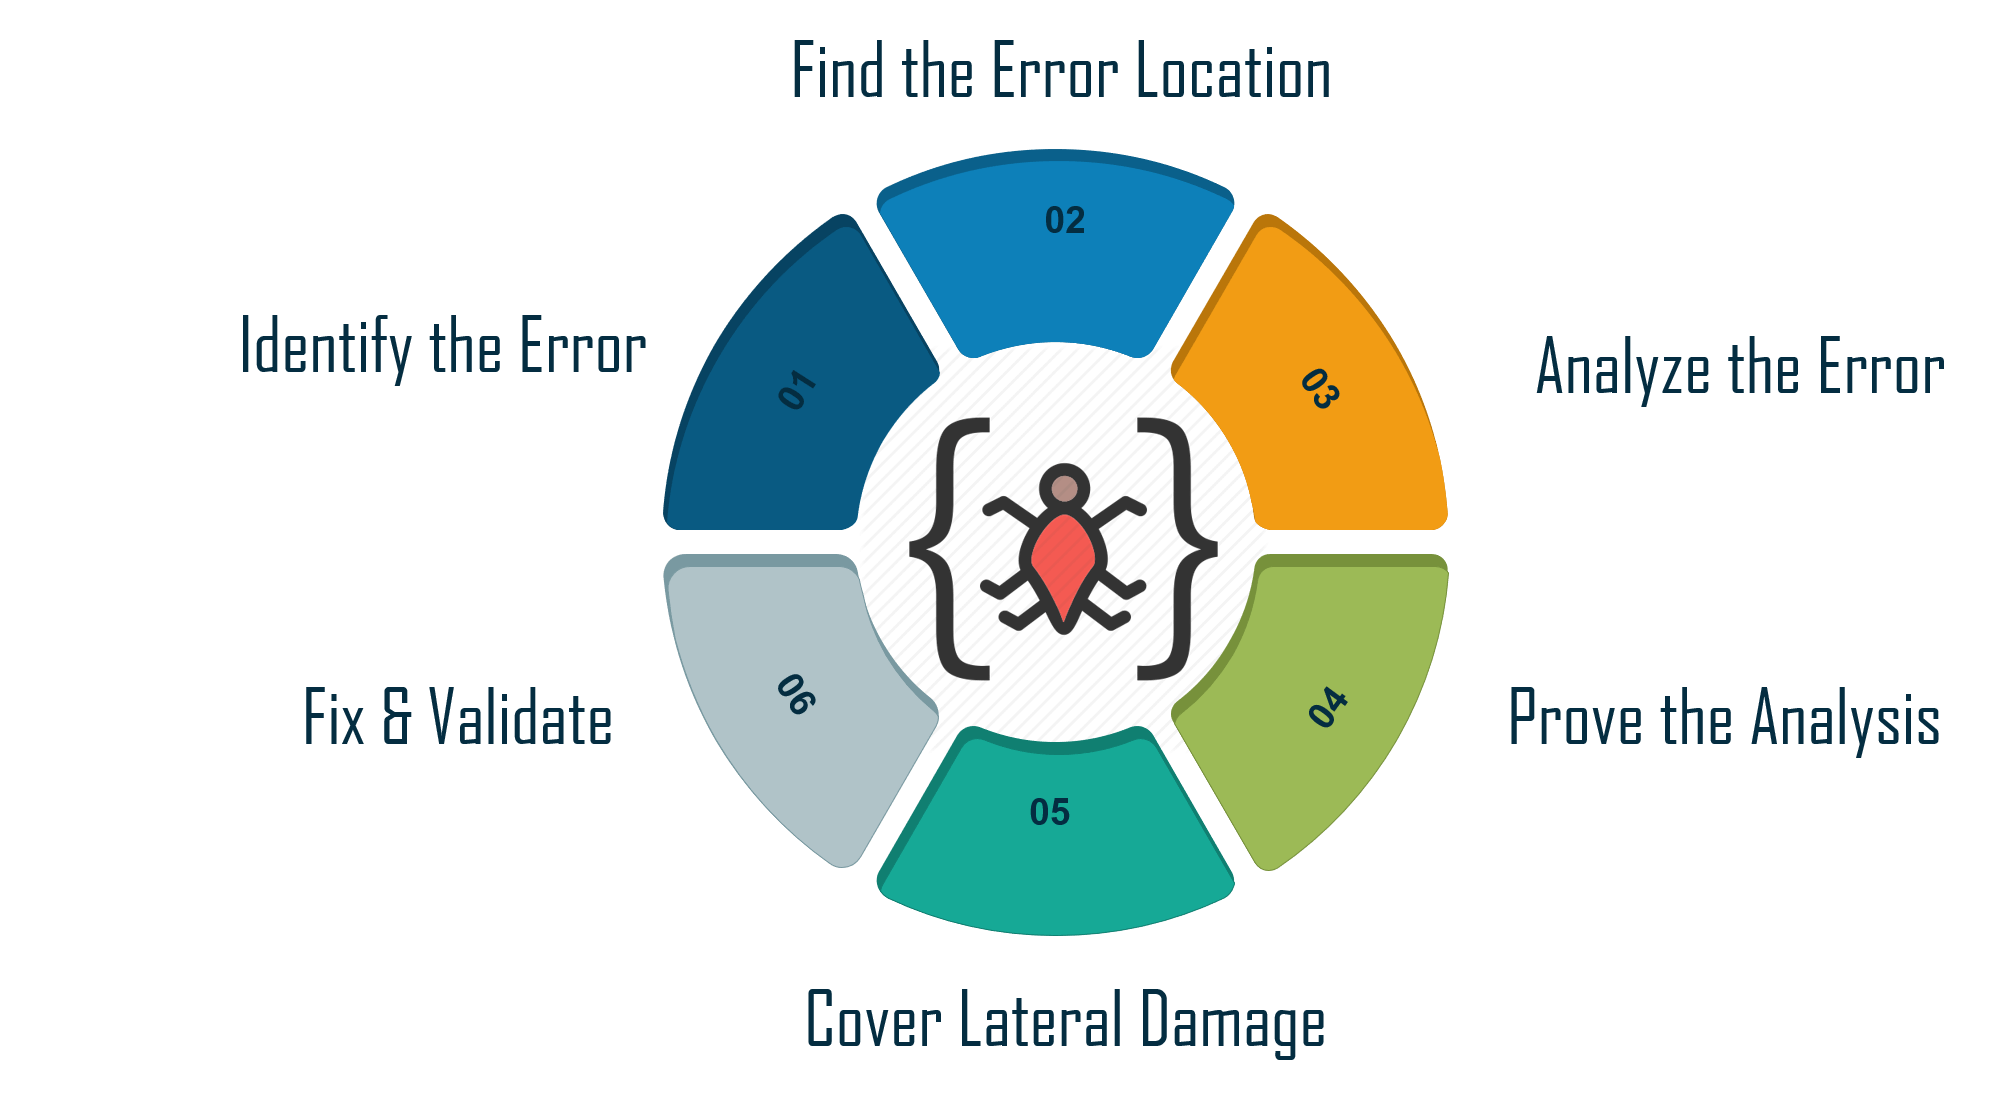 Find the Error Location
02
Identify the Error
01
03
Analyze the Error
{ }
06
Fix & Validate
04
Prove the Analysis
05
Cover Lateral Damage